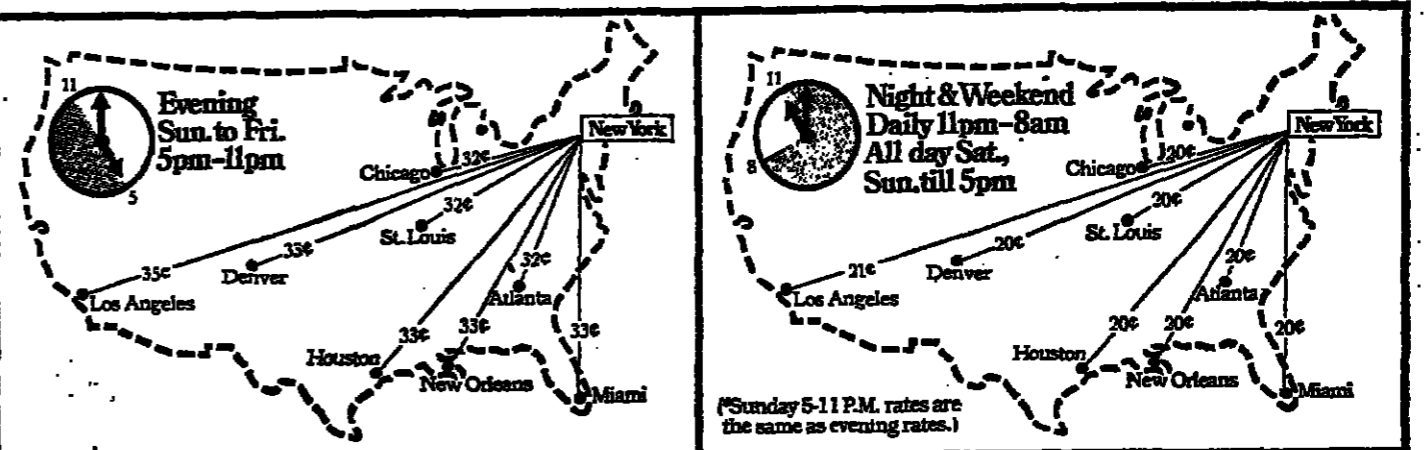 11
Evening
Sun. to Fri.
5pm-11pm
5
New York
Chicago
32¢
St. Louis
32¢
Denver
33¢
35¢
Los Angeles
32¢
Atlanta
33¢
33¢
33¢
Houston
New Orleans
Miami
11
Night & Weekend
Daily 11pm-8am
All day Sat.,
Sun. till 5pm
8
New York
Chicago
20¢
20¢
St. Louis
20¢
Denver
21¢
Los Angeles
20¢
Atlanta
20¢
20¢
20¢
Houston
New Orleans
Miami
(*Sunday 5-11 P.M. rates are
the same as evening rates.)